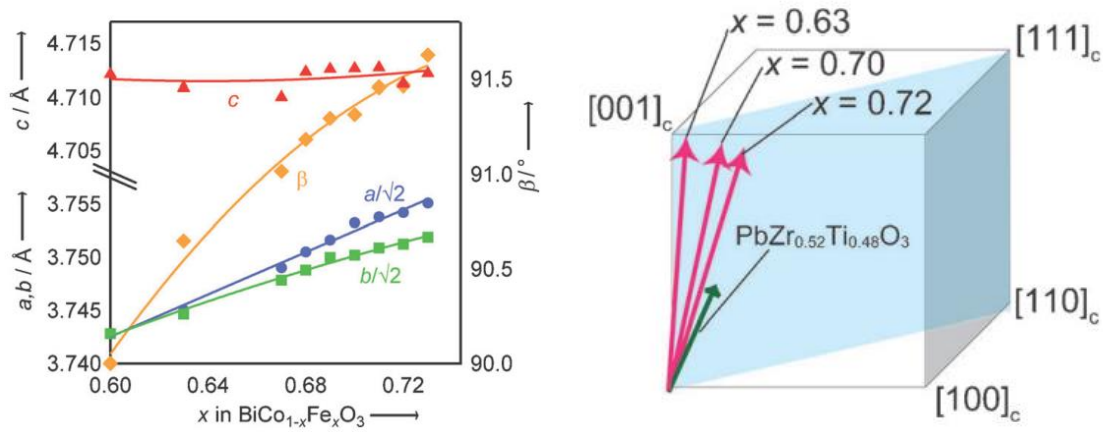 4.715
4.710
4.705
3.755
3.750
3.745
3.740
c / Å
a,b / Å
c
β
a/√2
b/√2
91.5
91.0
90.5
90.0
β/°
0.60
0.64
0.68
0.72
x in BiCo₁₋ₓFeₓO₃
x = 0.63
x = 0.70
x = 0.72
[111]c
[001]c
PbZr₀.₅₂Ti₀.₄₈O₃
[110]c
[100]c